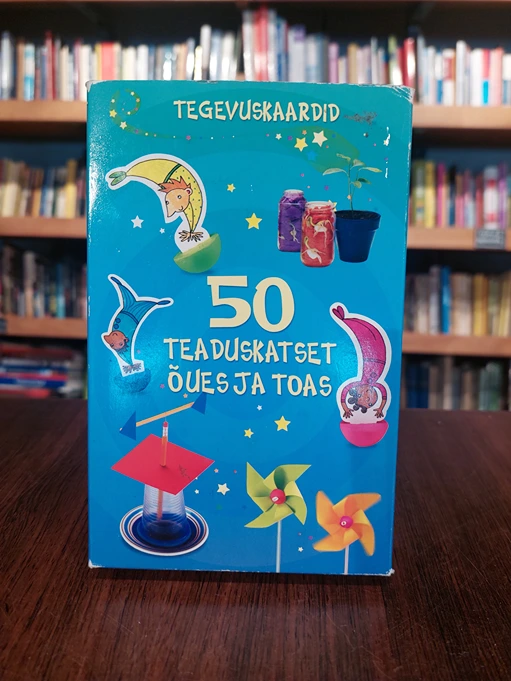 TEGEVUSKAARDID
50
TEADUSKATSET
ÕUES JA TOAS